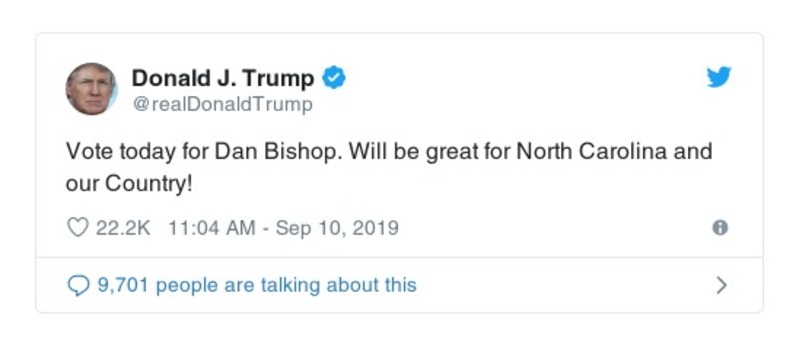 Donald J. Trump
@realDonaldTrump
Vote today for Dan Bishop. Will be great for North Carolina and
our Country!
22.2K 11:04 AM - Sep 10, 2019
9,701 people are talking about this